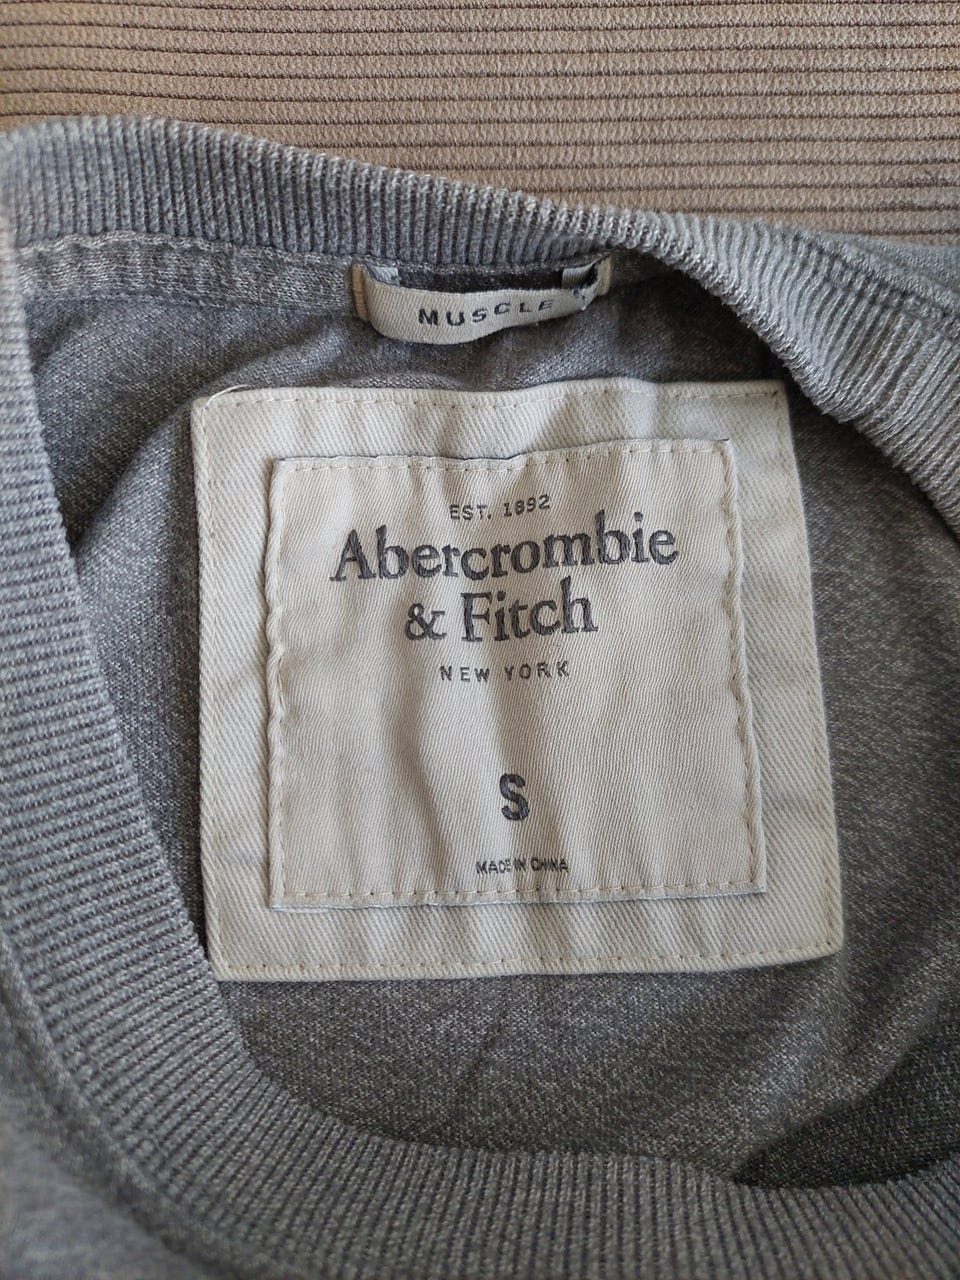 MUSCLE
EST. 1892
Abercrombie
& Fitch
NEW YORK
S
MADE IN CHINA